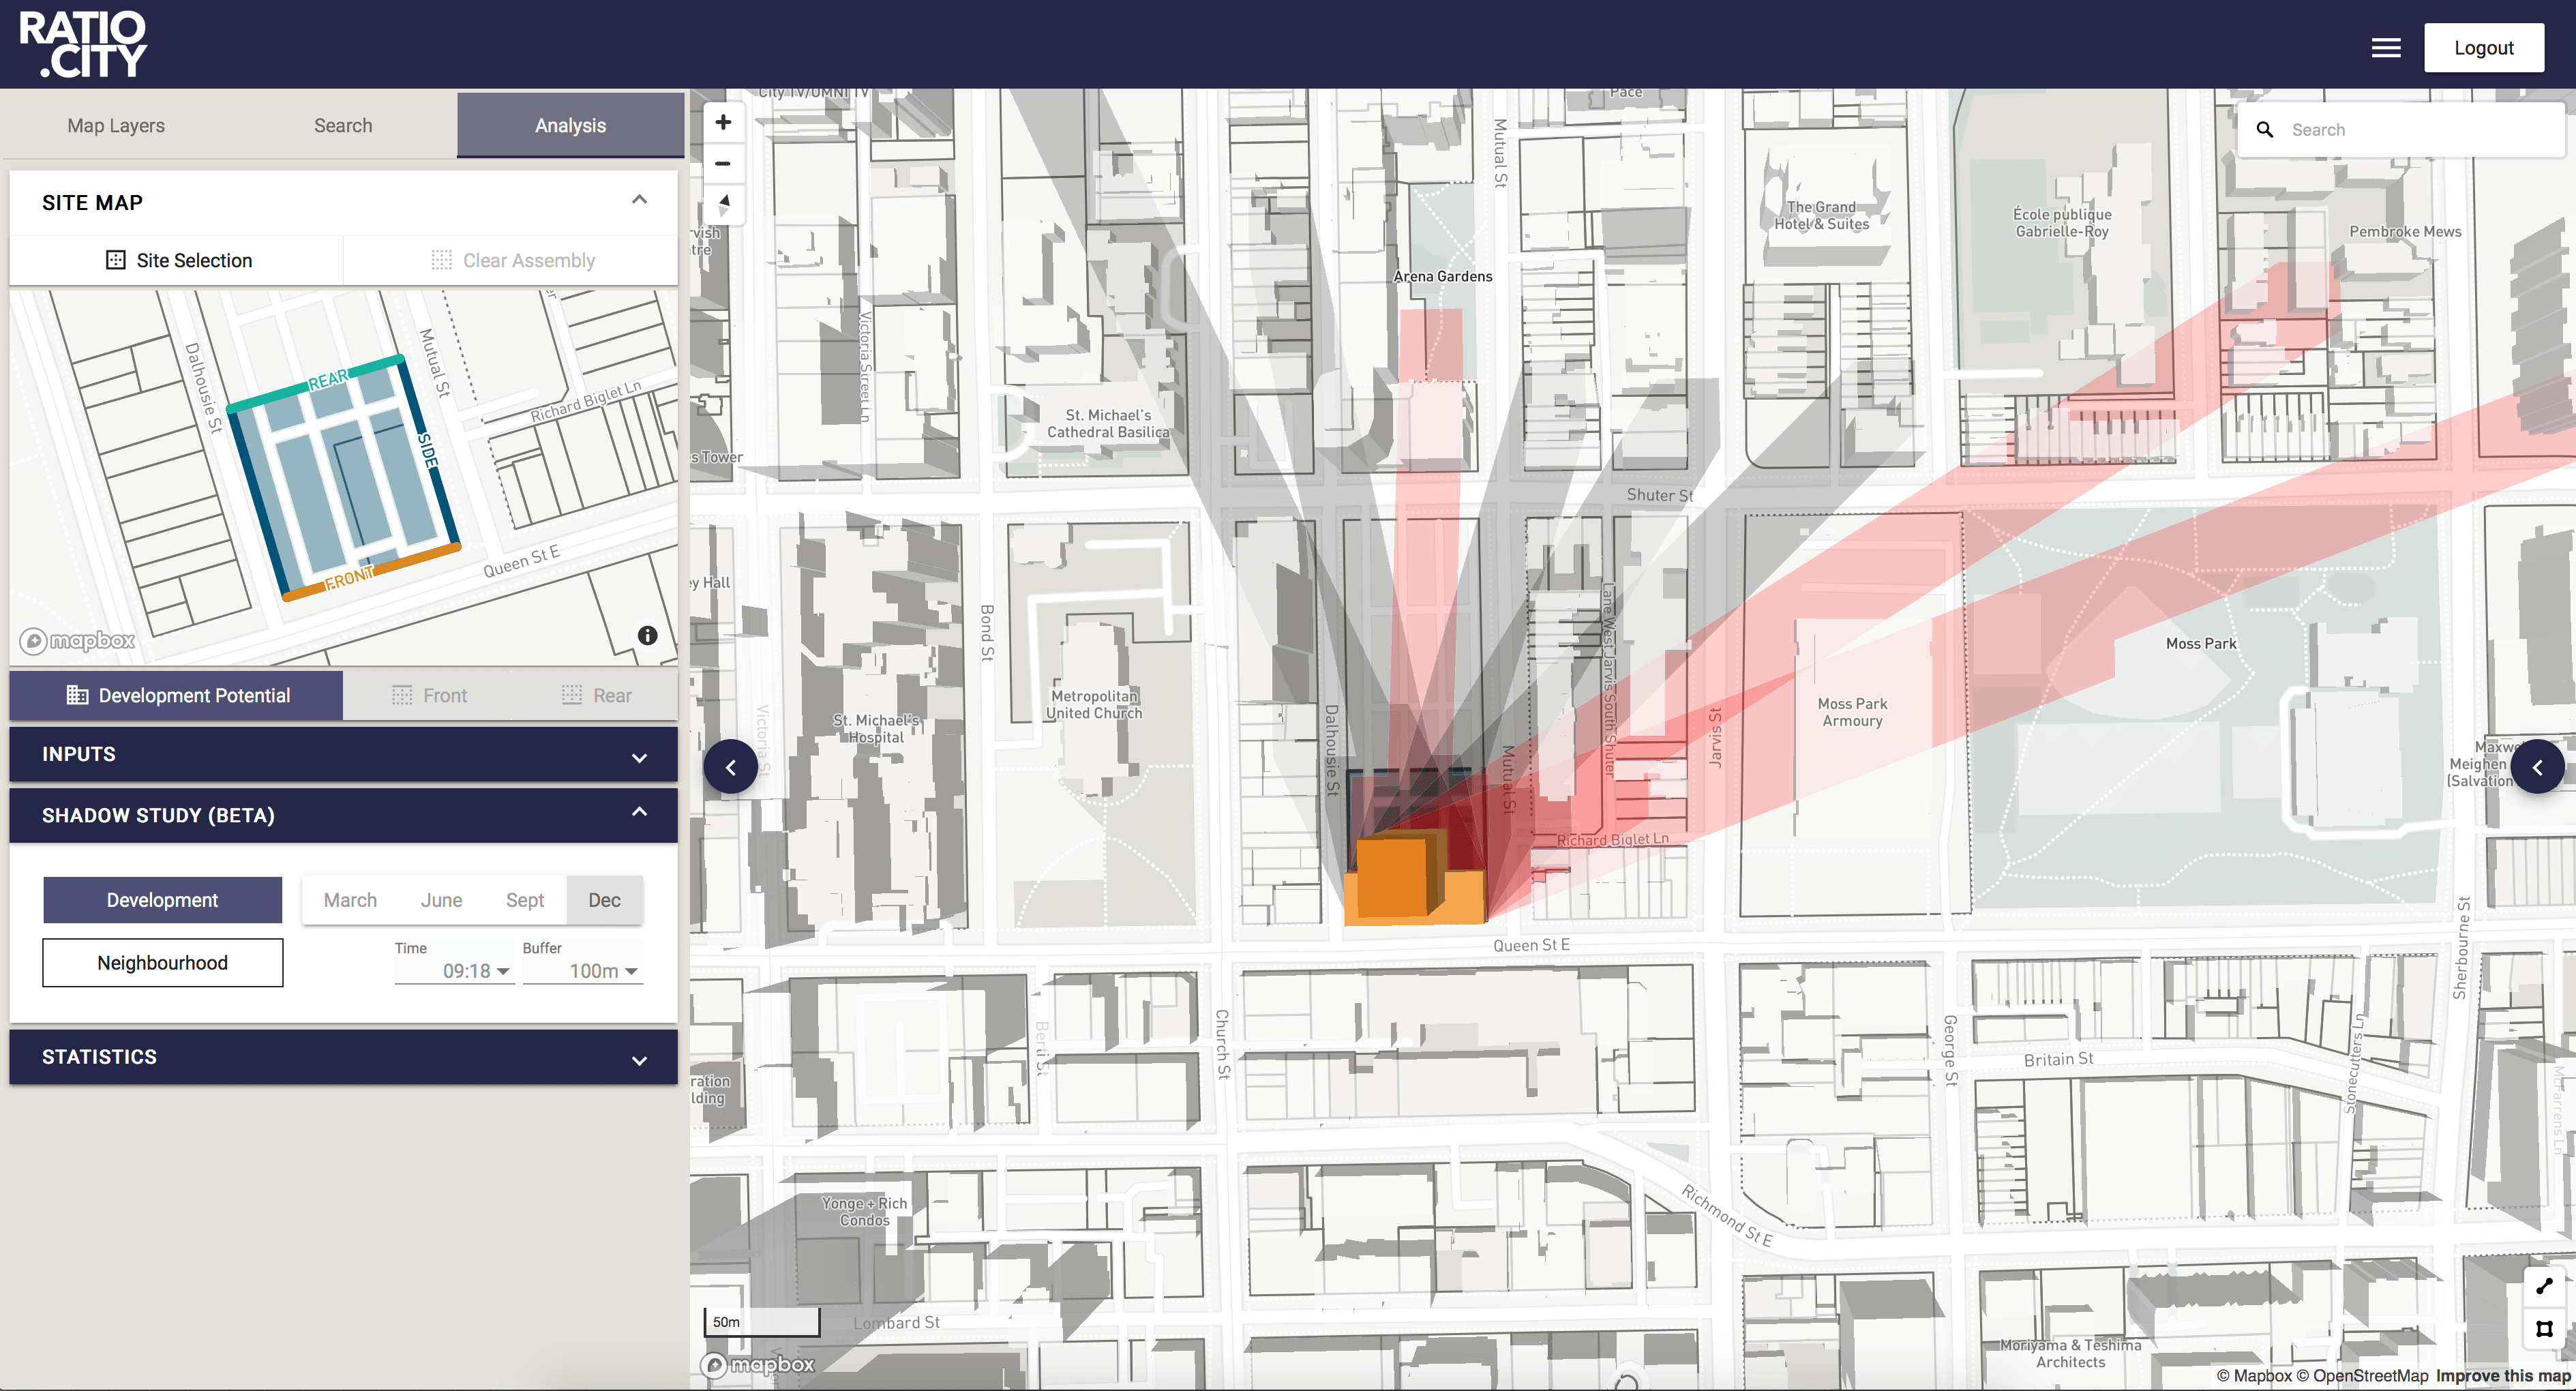 RATIO
.CITY
Logout
Map Layers
Search
Analysis
SITE MAP
Site Selection
Clear Assembly
Dalhousie St
Mutual St
REAR
SIDE
FRONT
Richard Biglet Ln
Queen St E
mapbox
Development Potential
Front
Rear
INPUTS
SHADOW STUDY (BETA)
Development
March
June
Sept
Dec
Neighbourhood
Time
09:18
Buffer
100m
STATISTICS
City TV/OMNI TV
Pace
Search
Mutual St
The Grand
Hotel & Suites
École publique
Gabrielle-Roy
Pembroke Mews
Arena Gardens
Victoria Street Ln
St. Michael's
Cathedral Basilica
s Tower
Shuter St
ey Hall
Bond St
Metropolitan
United Church
St. Michael's
Hospital
Victoria St
Dalhousie St
Mutual St
Lane West Jarvis South Shuter
Jarvis St
Moss Park
Armoury
Moss Park
Richard Biglet Ln
Meighen
(Salvation
Queen St E
Sherbourne St
Church St
George St
Britain St
Stonecutters Ln
McFarrens Ln
Berti St
ration
lding
Yonge + Rich
Condos
Richmond St E
Lombard St
50m
mapbox
Moriyama & Teshima
Architects
© Mapbox © OpenStreetMap Improve this map